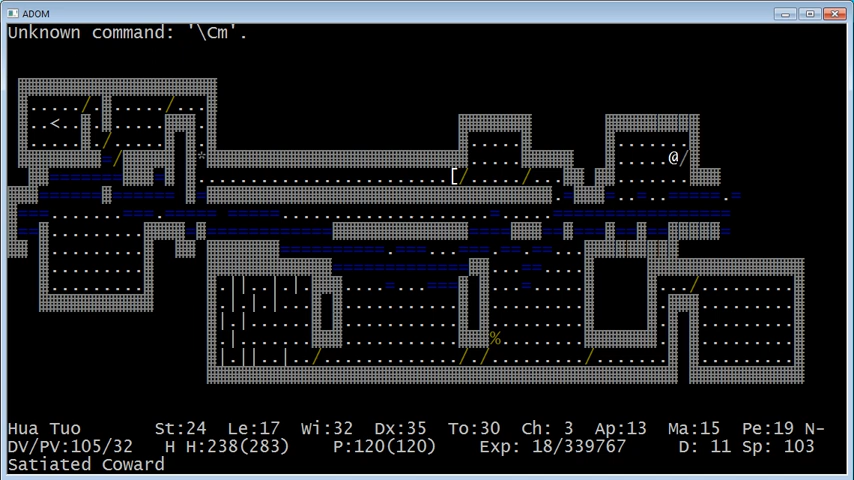 ADOM
Unknown command: '\Cm'.
Hua Tuo St:24 Le:17 Wi:32 Dx:35 To:30 Ch: 3 Ap:13 Ma:15 Pe:19 N-
DV/PV:105/32 H H:238(283) P:120(120) Exp: 18/339767 D: 11 Sp: 103
Satiated Coward